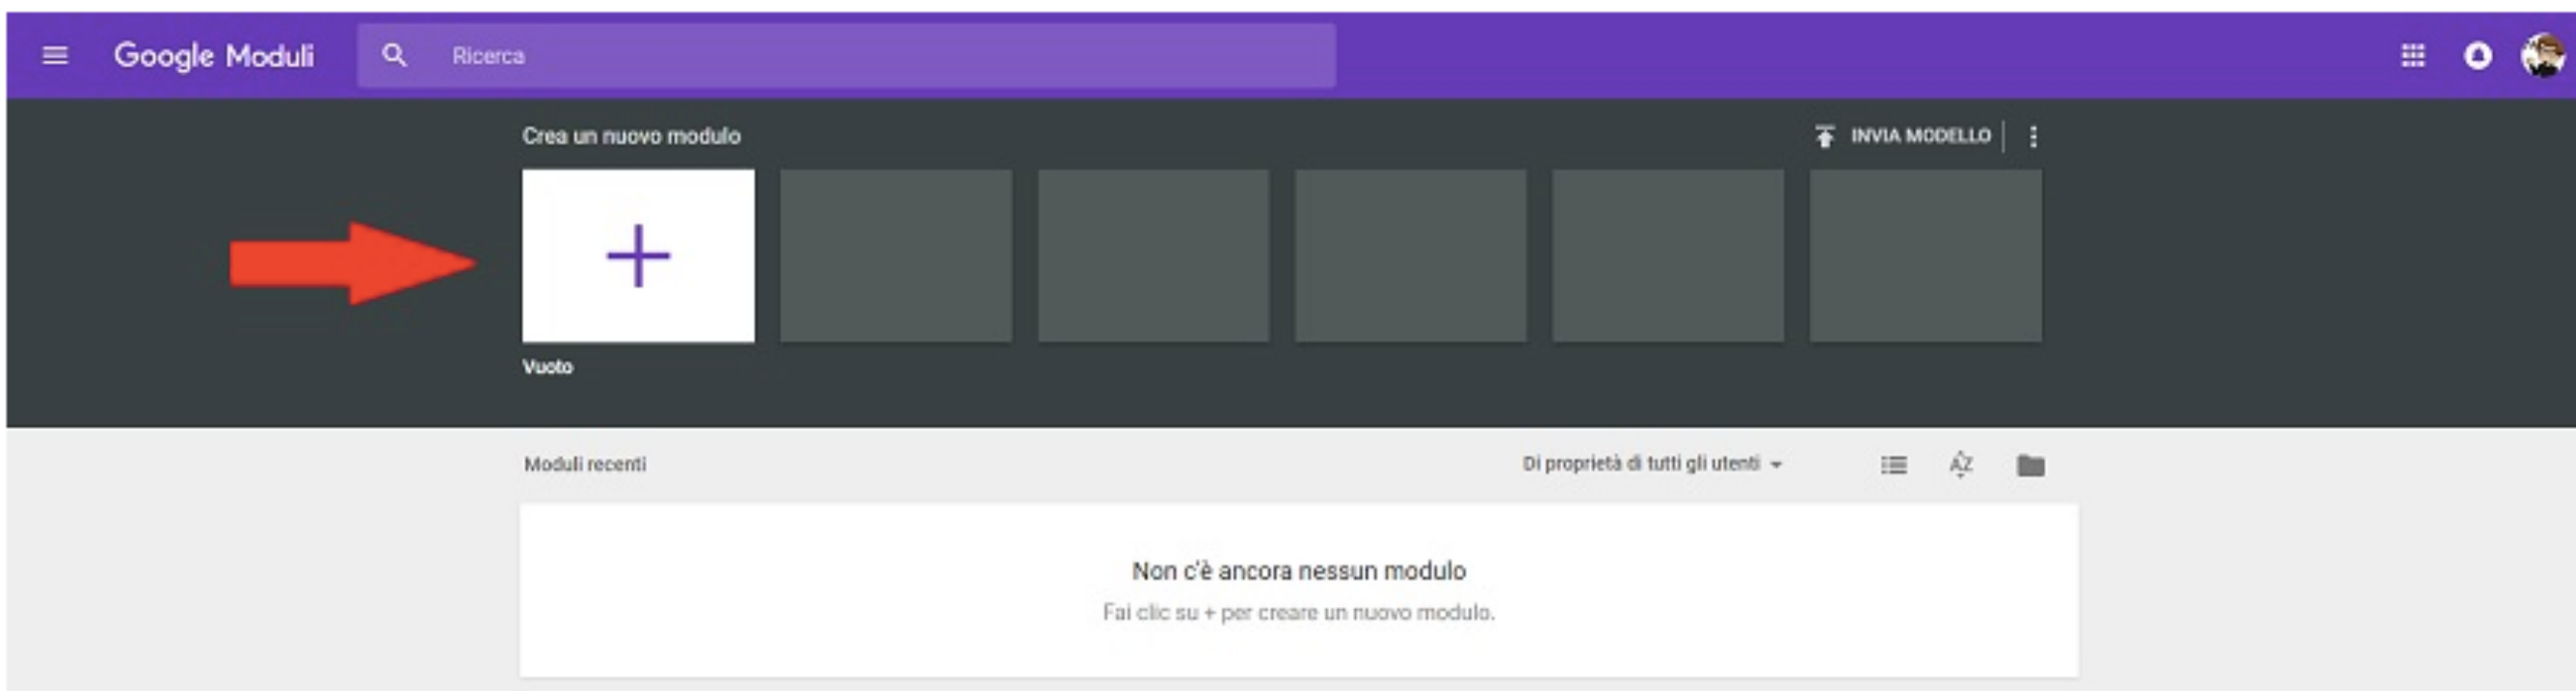 Google Moduli
Ricerca
Crea un nuovo modulo
INVIA MODELLO
Vuoto
Moduli recenti
Di proprietà di tutti gli utenti
AZ
Non c'è ancora nessun modulo
Fai clic su + per creare un nuovo modulo.